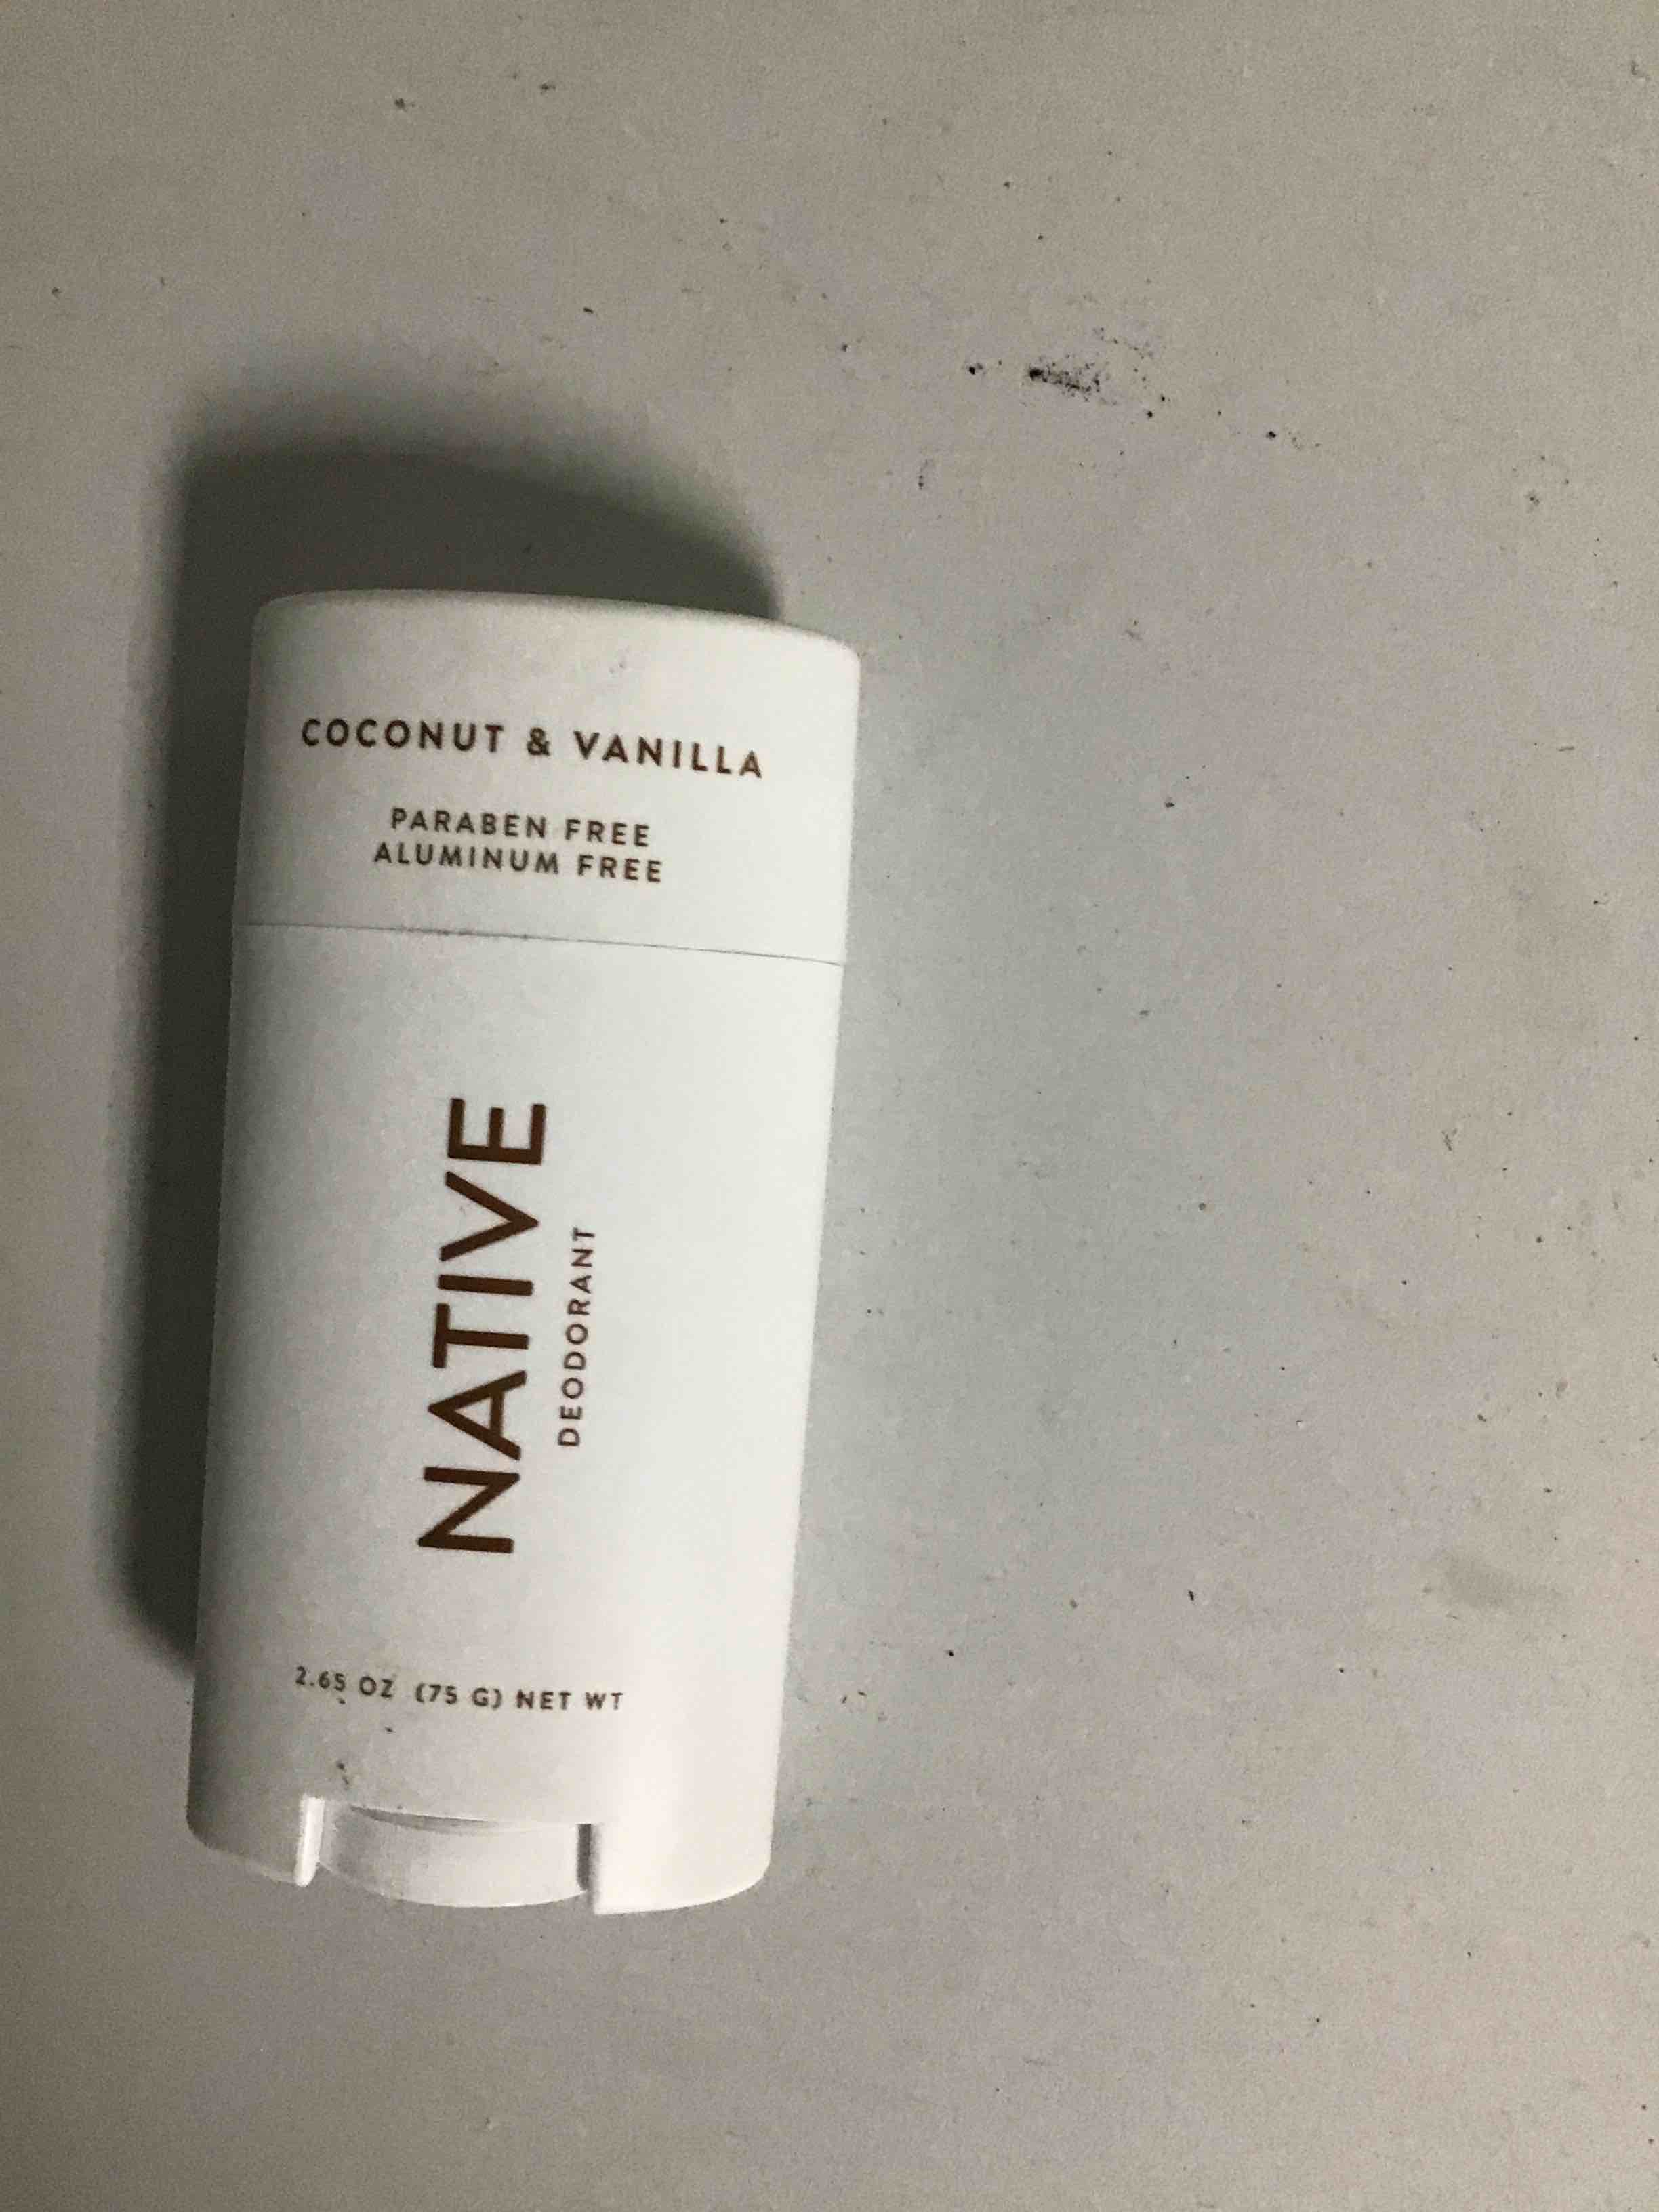 COCONUT & VANILLA
PARABEN FREE
ALUMINUM FREE
NATIVE
DEODORANT
2.65 OZ (75 G) NET WT